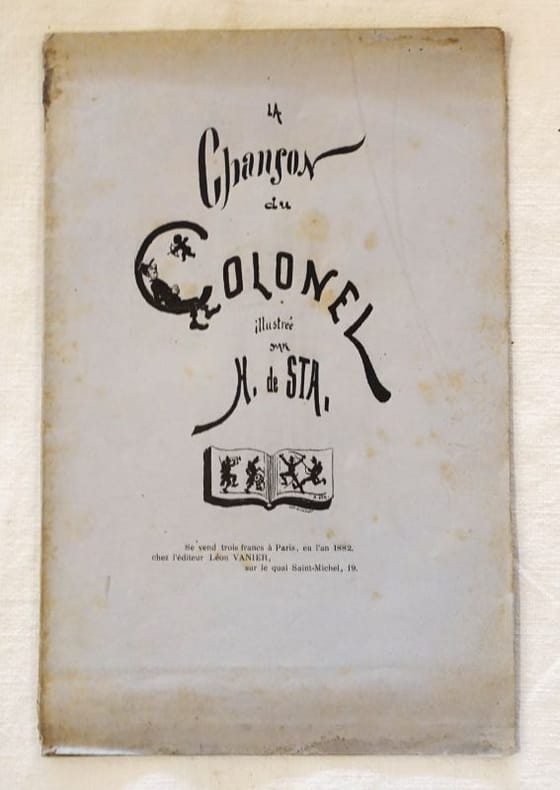 LA
Chanson
du
COLONEL
illustrée
par
H. de STA.
Se vend trois francs à Paris, en l'an 1882,
chez l'éditeur Léon VANIER,
sur le quai Saint-Michel, 19.